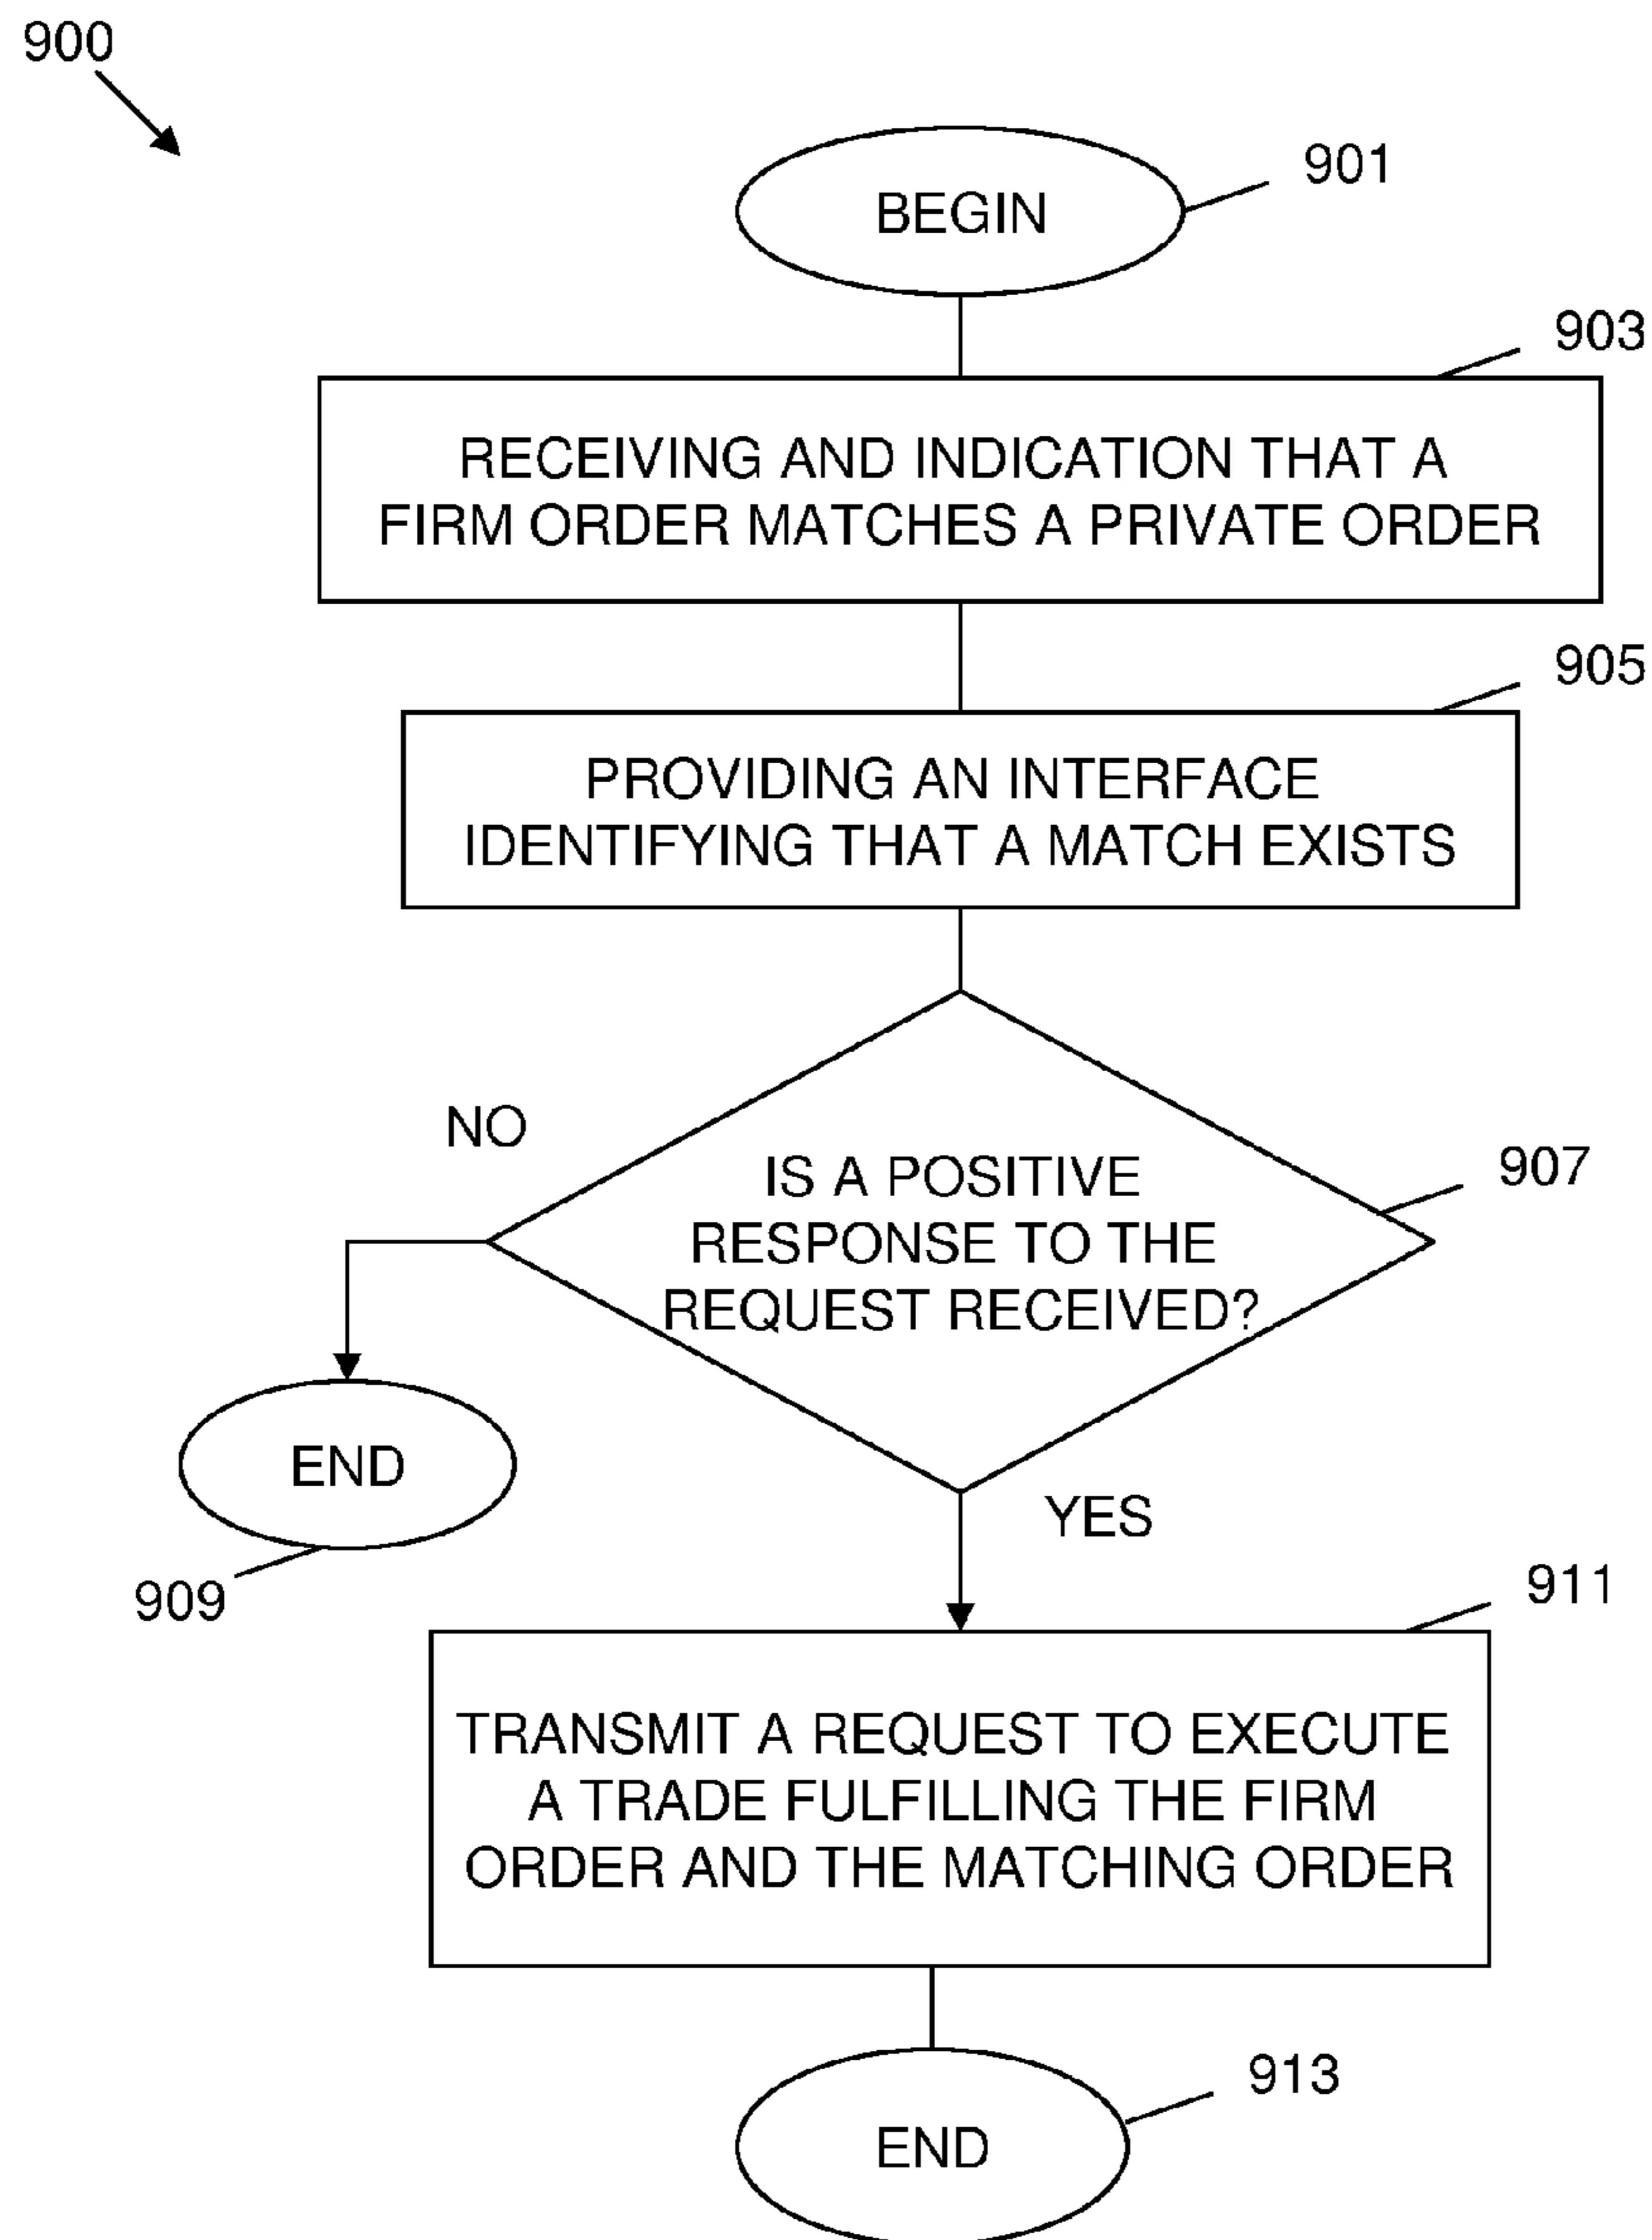 900
BEGIN
901
903
RECEIVING AND INDICATION THAT A
FIRM ORDER MATCHES A PRIVATE ORDER
905
PROVIDING AN INTERFACE
IDENTIFYING THAT A MATCH EXISTS
NO
IS A POSITIVE
RESPONSE TO THE
REQUEST RECEIVED?
907
END
909
YES
911
TRANSMIT A REQUEST TO EXECUTE
A TRADE FULFILLING THE FIRM
ORDER AND THE MATCHING ORDER
913
END